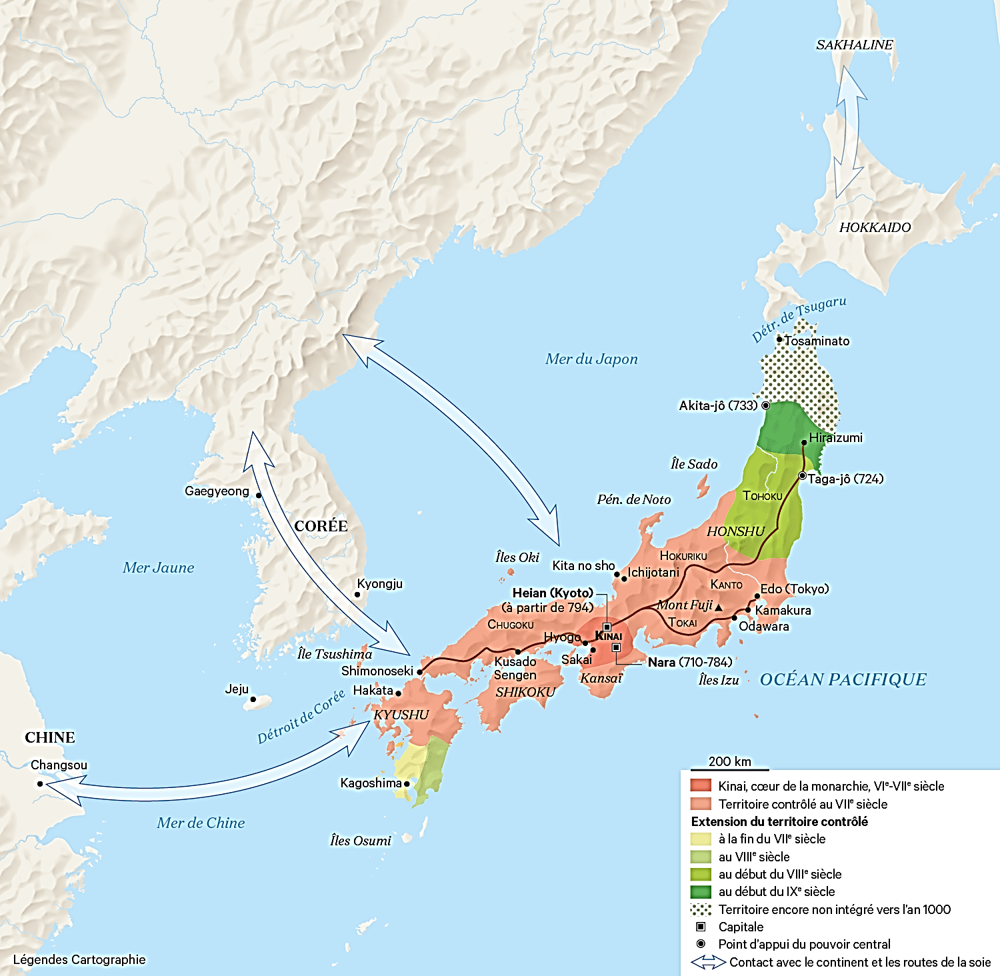 SAKHALINE
HOKKAIDO
Détr. de Tsugaru
Tosaminato
Mer du Japon
Akita-jô (733)
Hiraizumi
Île Sado
Taga-jô (724)
TOHOKU
Pén. de Noto
HONSHU
Gaegyeong
CORÉE
Mer Jaune
Îles Oki
HOKURIKU
Kita no sho
Ichijotani
Kyongju
KANTO
Edo (Tokyo)
Heian (Kyoto)
(à partir de 794)
Mont Fuji
Kamakura
CHUGOKU
TOKAI
Odawara
Hyogo
KINAI
Île Tsushima
Sakai
Kusado
Sengen
Nara (710-784)
Shimonoseki
Kansaï
Îles Izu
OCÉAN PACIFIQUE
Jeju
Hakata
SHIKOKU
Détroit de Corée
KYUSHU
CHINE
Changsou
Kagoshima
Mer de Chine
Îles Osumi
200 km
Kinai, cœur de la monarchie, VIe-VIIe siècle
Territoire contrôlé au VIIe siècle
Extension du territoire contrôlé
à la fin du VIIe siècle
au VIIIe siècle
au début du VIIIe siècle
au début du IXe siècle
Territoire encore non intégré vers l'an 1000
Capitale
Point d'appui du pouvoir central
Contact avec le continent et les routes de la soie
Légendes Cartographie